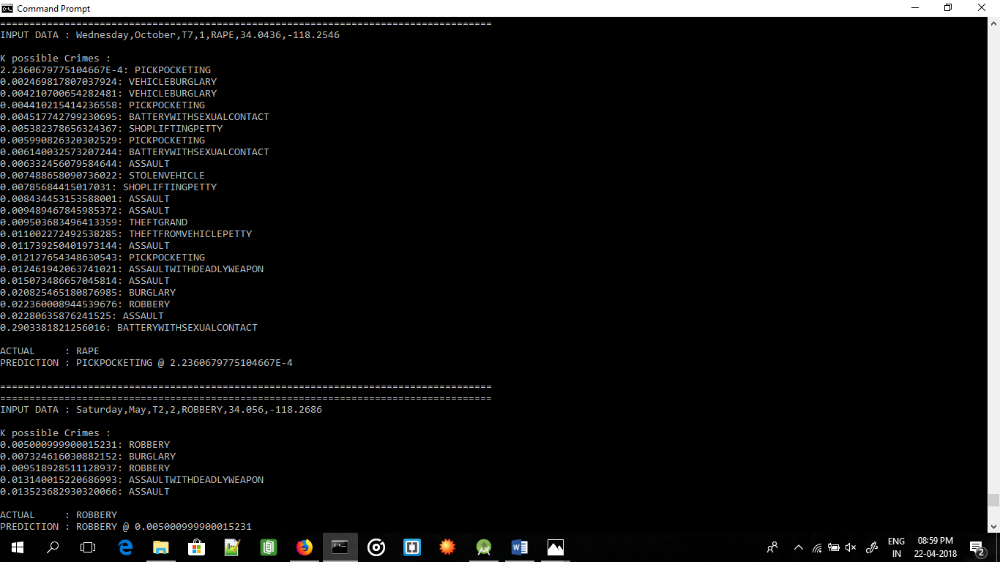 Command Prompt
====================================================================================
INPUT DATA : Wednesday,October,T7,1,RAPE,34.0436,-118.2546
K possible Crimes :
2.2360679775104667E-4: PICKPOCKETING
0.002469817807037924: VEHICLEBURGLARY
0.004210700654282481: VEHICLEBURGLARY
0.004410215414236558: PICKPOCKETING
0.004517742799230695: BATTERYWITHSEXUALCONTACT
0.005382378656324367: SHOPLIFTINGPETTY
0.005990826320302529: PICKPOCKETING
0.006140032573207244: BATTERYWITHSEXUALCONTACT
0.006332456079584644: ASSAULT
0.007488658090736022: STOLENVEHICLE
0.00785684415017031: SHOPLIFTINGPETTY
0.008434453153588001: ASSAULT
0.009489467845985372: ASSAULT
0.009503683496413359: THEFTGRAND
0.011002272492538285: THEFTFROMVEHICLEPETTY
0.011739250401973144: ASSAULT
0.012127654348630543: PICKPOCKETING
0.012461942063741021: ASSAULTWITHDEADLYWEAPON
0.015073486657045814: ASSAULT
0.020825465180876985: BURGLARY
0.022360008944539676: ROBBERY
0.02280635876241525: ASSAULT
0.2903381821256016: BATTERYWITHSEXUALCONTACT
ACTUAL     : RAPE
PREDICTION : PICKPOCKETING @ 2.2360679775104667E-4
====================================================================================
====================================================================================
INPUT DATA : Saturday,May,T2,2,ROBBERY,34.056,-118.2686
K possible Crimes :
0.005000999900015231: ROBBERY
0.007324616030882152: BURGLARY
0.009518928511128937: ROBBERY
0.013140015220686993: ASSAULTWITHDEADLYWEAPON
0.013523682930320066: ASSAULT
ACTUAL     : ROBBERY
PREDICTION : ROBBERY @ 0.005000999900015231
ENG
IN
08:59 PM
22-04-2018
2